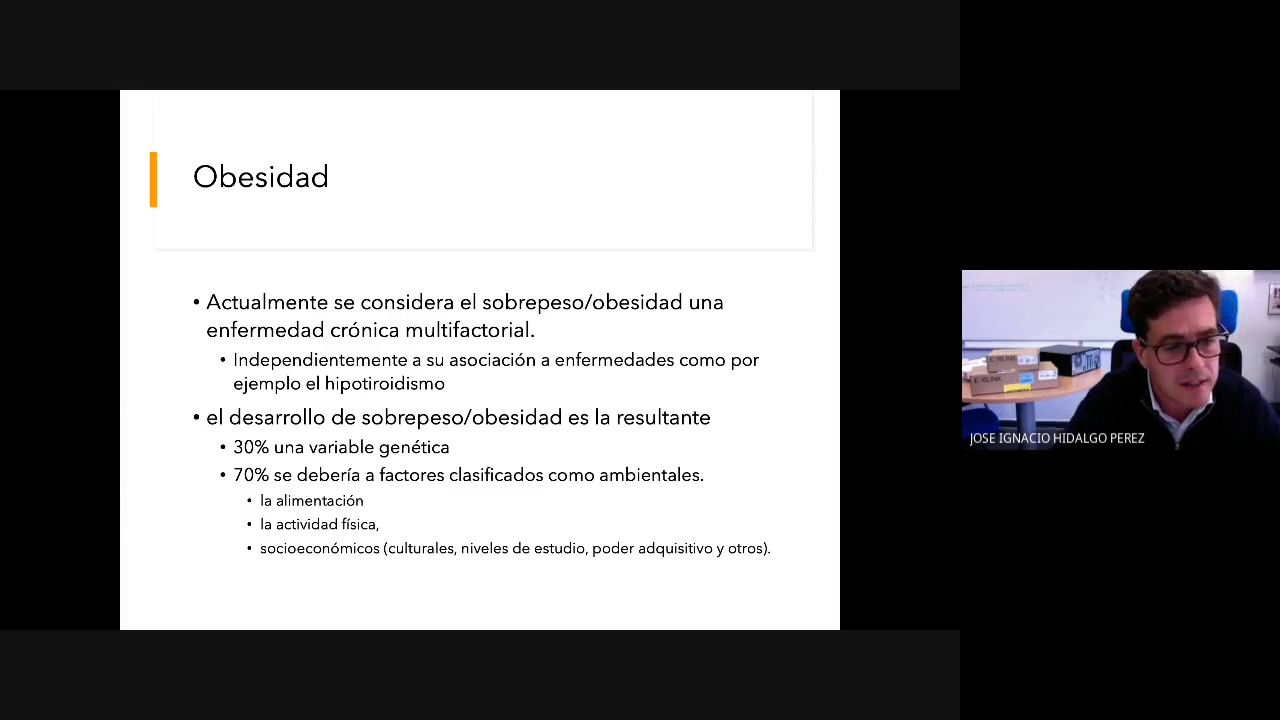 Obesidad
• Actualmente se considera el sobrepeso/obesidad una
enfermedad crónica multifactorial.
• Independientemente a su asociación a enfermedades como por
ejemplo el hipotiroidismo
• el desarrollo de sobrepeso/obesidad es la resultante
• 30% una variable genética
• 70% se debería a factores clasificados como ambientales.
• la alimentación
• la actividad física,
• socioeconómicos (culturales, niveles de estudio, poder adquisitivo y otros).
XILINX
XILINX
JOSE IGNACIO HIDALGO PEREZ